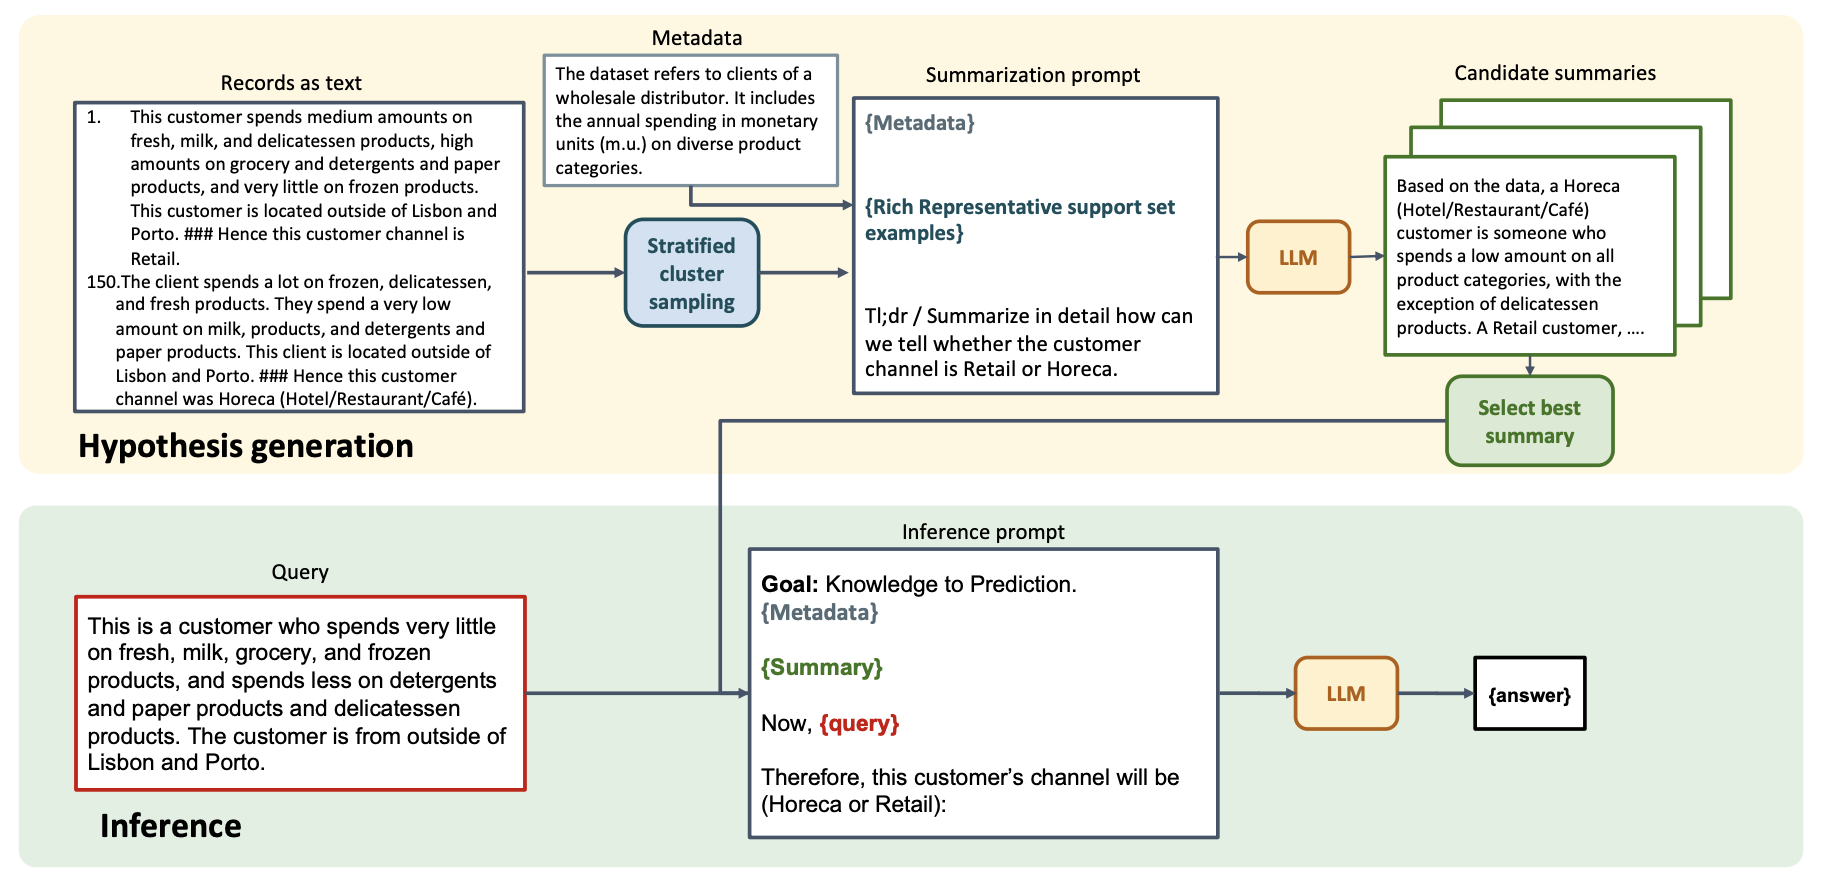 Metadata
The dataset refers to clients of a
wholesale distributor. It includes
the annual spending in monetary
units (m.u.) on diverse product
categories.
Records as text
1. This customer spends medium amounts on
fresh, milk, and delicatessen products, high
amounts on grocery and detergents and paper
products, and very little on frozen products.
This customer is located outside of Lisbon and
Porto. ### Hence this customer channel is
Retail.
150.The client spends a lot on frozen, delicatessen,
and fresh products. They spend a very low
amount on milk, products, and detergents and
paper products. This client is located outside of
Lisbon and Porto. ### Hence this customer
channel was Horeca (Hotel/Restaurant/Café).
Stratified
cluster
sampling
Summarization prompt
{Metadata}
{Rich Representative support set
examples}
Tl;dr / Summarize in detail how can
we tell whether the customer
channel is Retail or Horeca.
LLM
Candidate summaries
Based on the data, a Horeca
(Hotel/Restaurant/Café)
customer is someone who
spends a low amount on all
product categories, with the
exception of delicatessen
products. A Retail customer, ....
Select best
summary
Hypothesis generation
Query
This is a customer who spends very little
on fresh, milk, grocery, and frozen
products, and spends less on detergents
and paper products and delicatessen
products. The customer is from outside of
Lisbon and Porto.
Inference prompt
Goal: Knowledge to Prediction.
{Metadata}
{Summary}
Now, {query}
Therefore, this customer’s channel will be
(Horeca or Retail):
LLM
{answer}
Inference